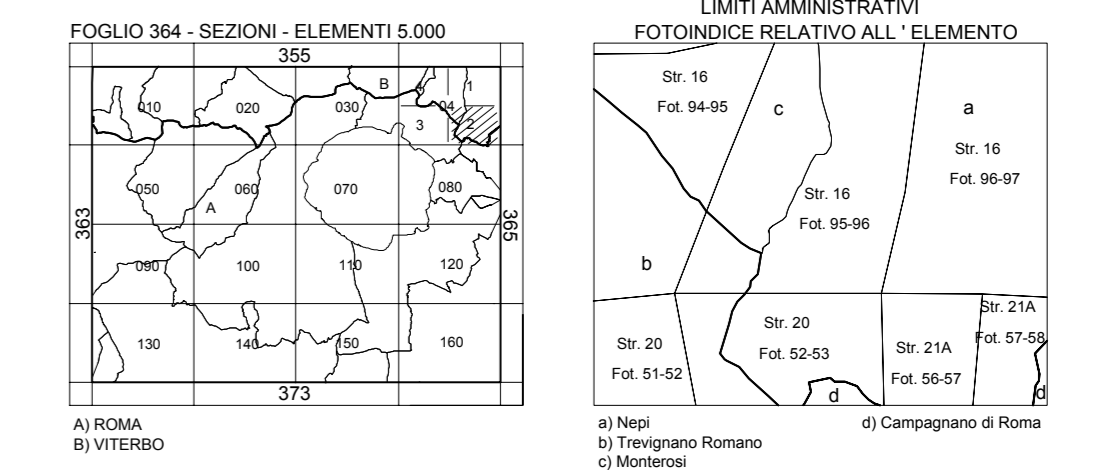 FOGLIO 364 - SEZIONI - ELEMENTI 5.000
355
B
4
1
010
020
030
04
3
2
050
060
070
080
A
363
365
090
100
110
120
130
140
150
160
373
A) ROMA
B) VITERBO
LIMITI AMMINISTRATIVI
FOTOINDICE RELATIVO ALL ' ELEMENTO
Str. 16
Fot. 94-95
c
a
Str. 16
Fot. 96-97
Str. 16
Fot. 95-96
b
Str. 20
Fot. 51-52
Str. 20
Fot. 52-53
Str. 21A
Fot. 56-57
Str. 21A
Fot. 57-58
d
d
a) Nepi
b) Trevignano Romano
c) Monterosi
d) Campagnano di Roma